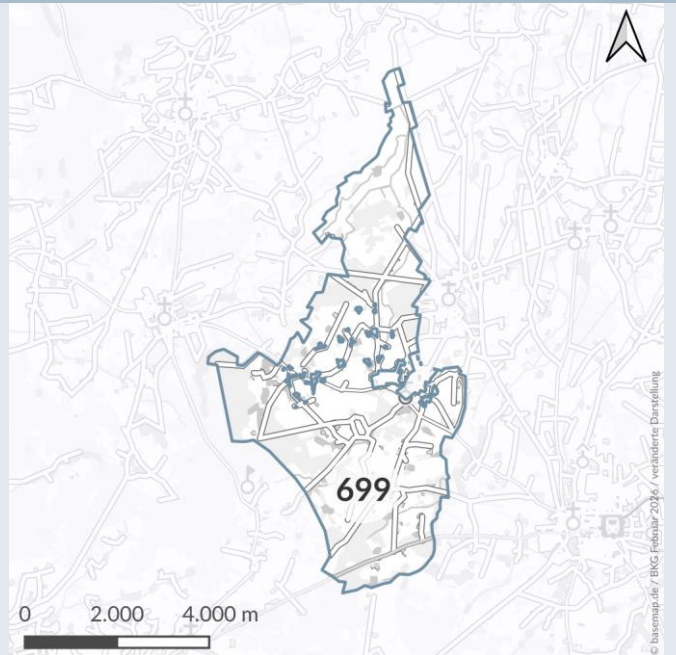 699
0 2.000 4.000 m
© basemap.de / BKG Februar 2026 / veränderte Darstellung